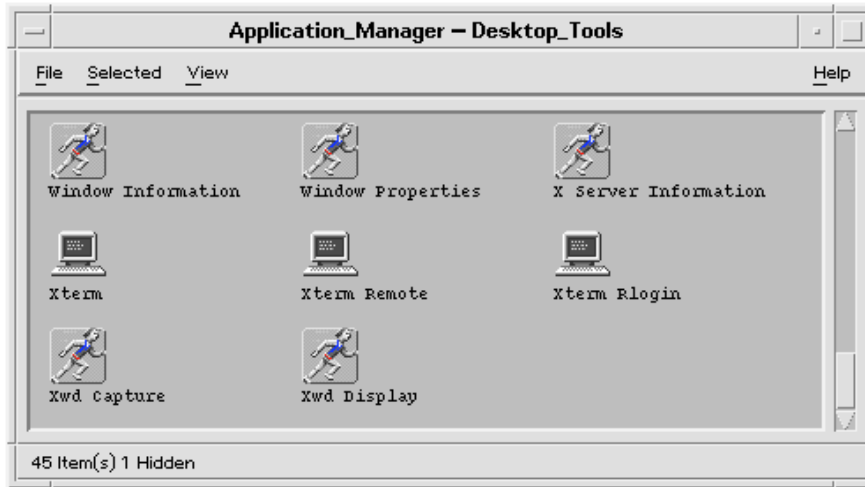 Application_Manager – Desktop_Tools
File Selected View Help
Window Information Window Properties X Server Information
Xterm Xterm Remote Xterm Rlogin
Xwd Capture Xwd Display
45 Item(s) 1 Hidden